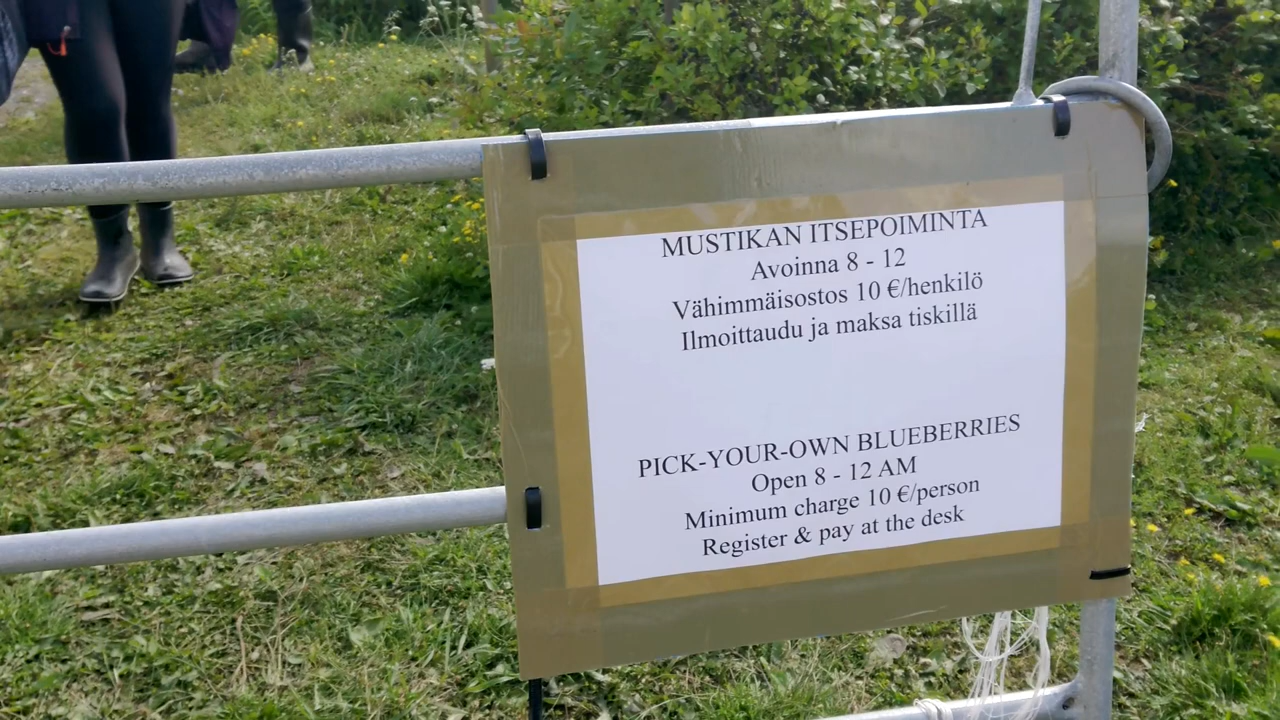 MUSTIKAN ITSEPOIMINTA
Avoinna 8 - 12
Vähimmäisostos 10 €/henkilö
Ilmoittaudu ja maksa tiskillä
PICK-YOUR-OWN BLUEBERRIES
Open 8 - 12 AM
Minimum charge 10 €/person
Register & pay at the desk